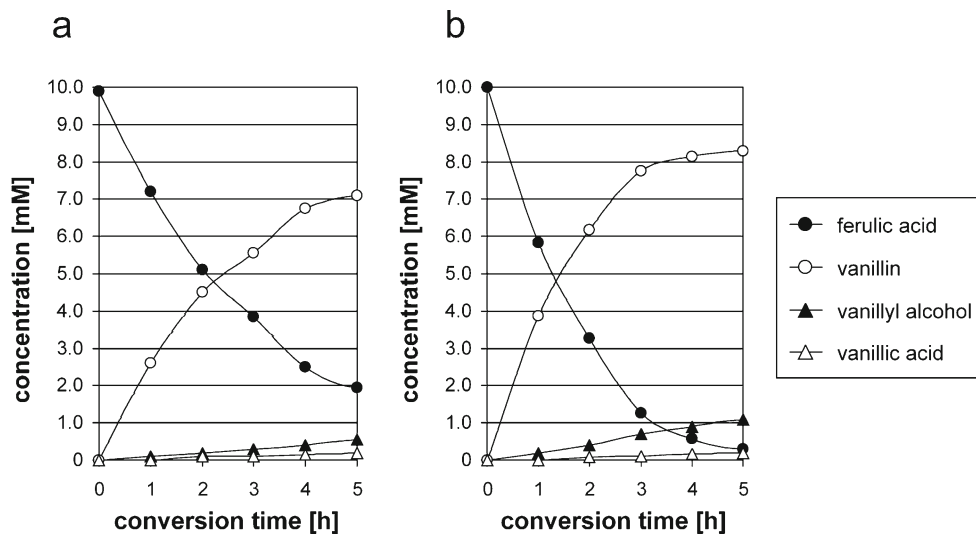 a
concentration [mM]
10.0
9.0
8.0
7.0
6.0
5.0
4.0
3.0
2.0
1.0
0
0 1 2 3 4 5
conversion time [h]
b
concentration [mM]
10.0
9.0
8.0
7.0
6.0
5.0
4.0
3.0
2.0
1.0
0
0 1 2 3 4 5
conversion time [h]
ferulic acid
vanillin
vanillyl alcohol
vanillic acid